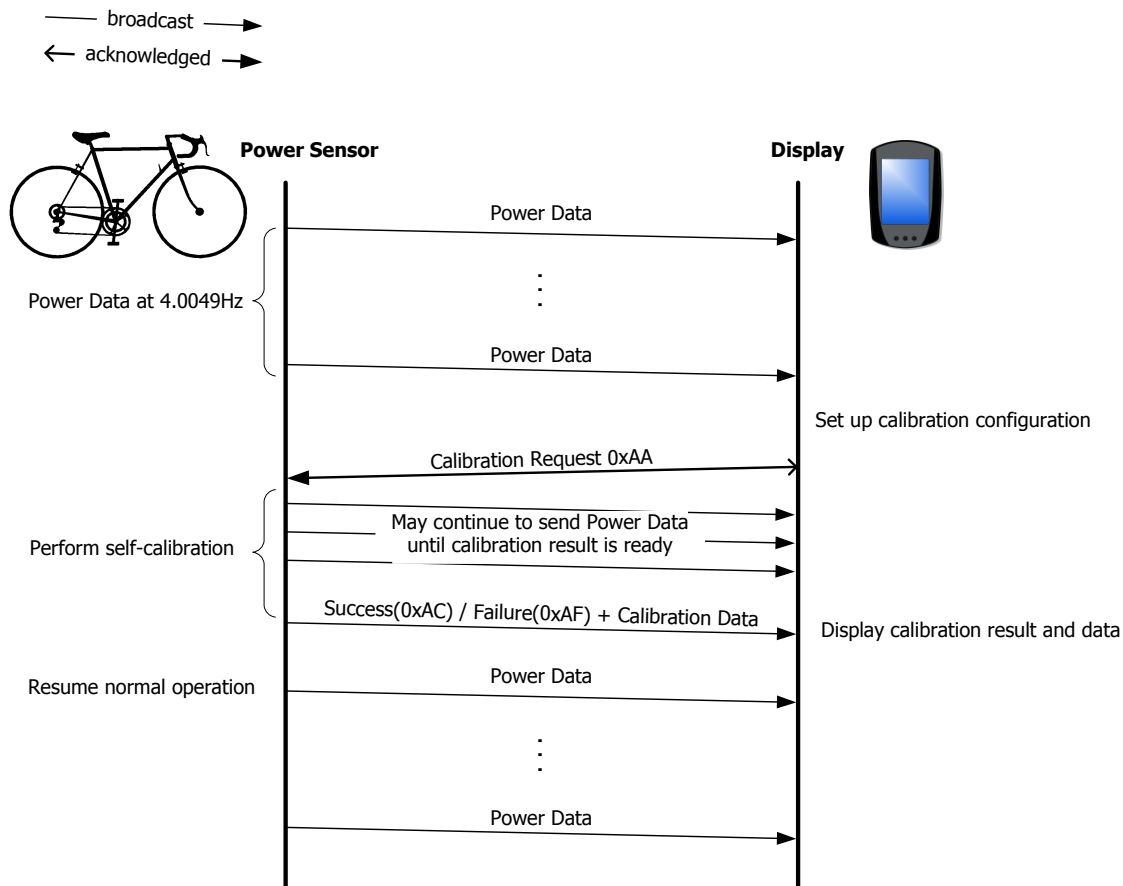 broadcast
acknowledged
Power Sensor
Display
Power Data
Power Data at 4.0049Hz
Power Data
Set up calibration configuration
Calibration Request 0xAA
May continue to send Power Data
until calibration result is ready
Perform self-calibration
Success(0xAC) / Failure(0xAF) + Calibration Data
Display calibration result and data
Power Data
Resume normal operation
Power Data